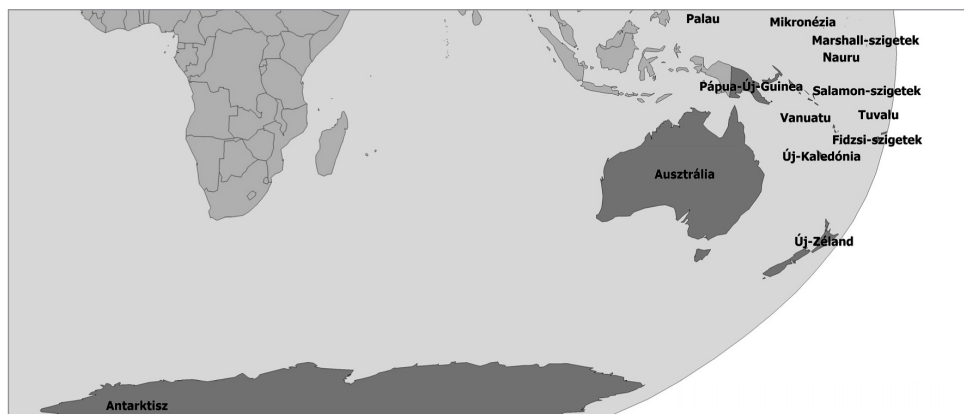 Palau
Mikronézia
Marshall-szigetek
Nauru
Pápua-Új-Guinea
Salamon-szigetek
Vanuatu
Tuvalu
Fidzsi-szigetek
Új-Kaledónia
Ausztrália
Új-Zéland
Antarktisz